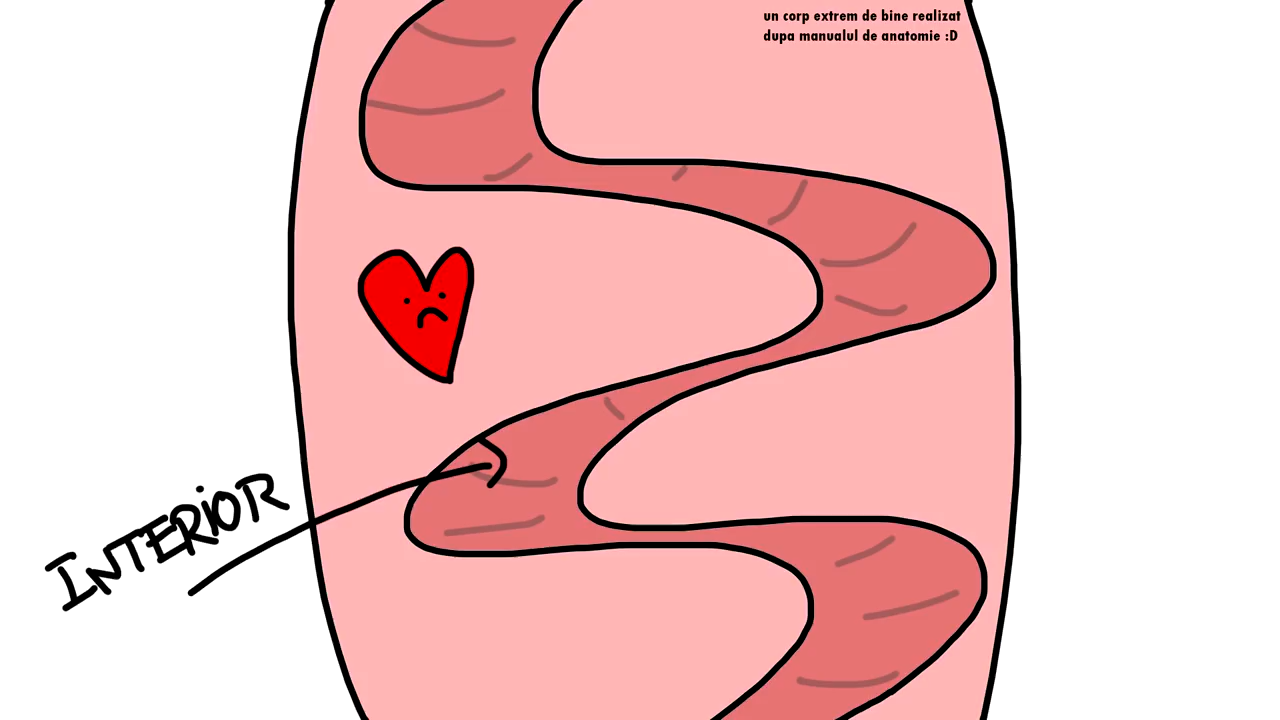 un corp extrem de bine realizat
dupa manualul de anatomie :D
INTERIOR